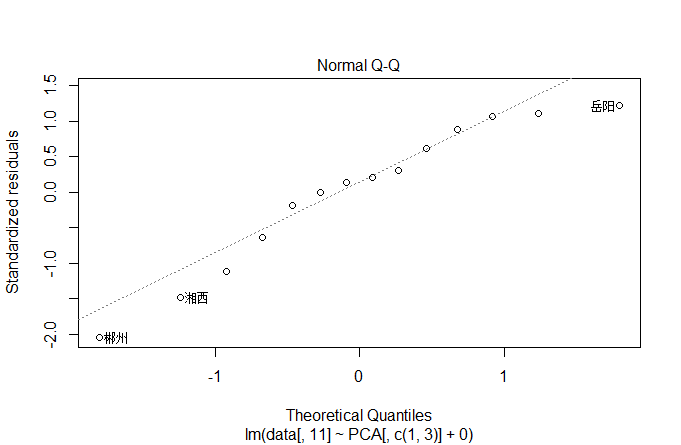 Normal Q-Q
Standardized residuals
1.5
1.0
0.5
0.0
-1.0
-2.0
岳阳
湘西
郴州
-1
0
1
Theoretical Quantiles
lm(data[, 11] ~ PCA[, c(1, 3)] + 0)